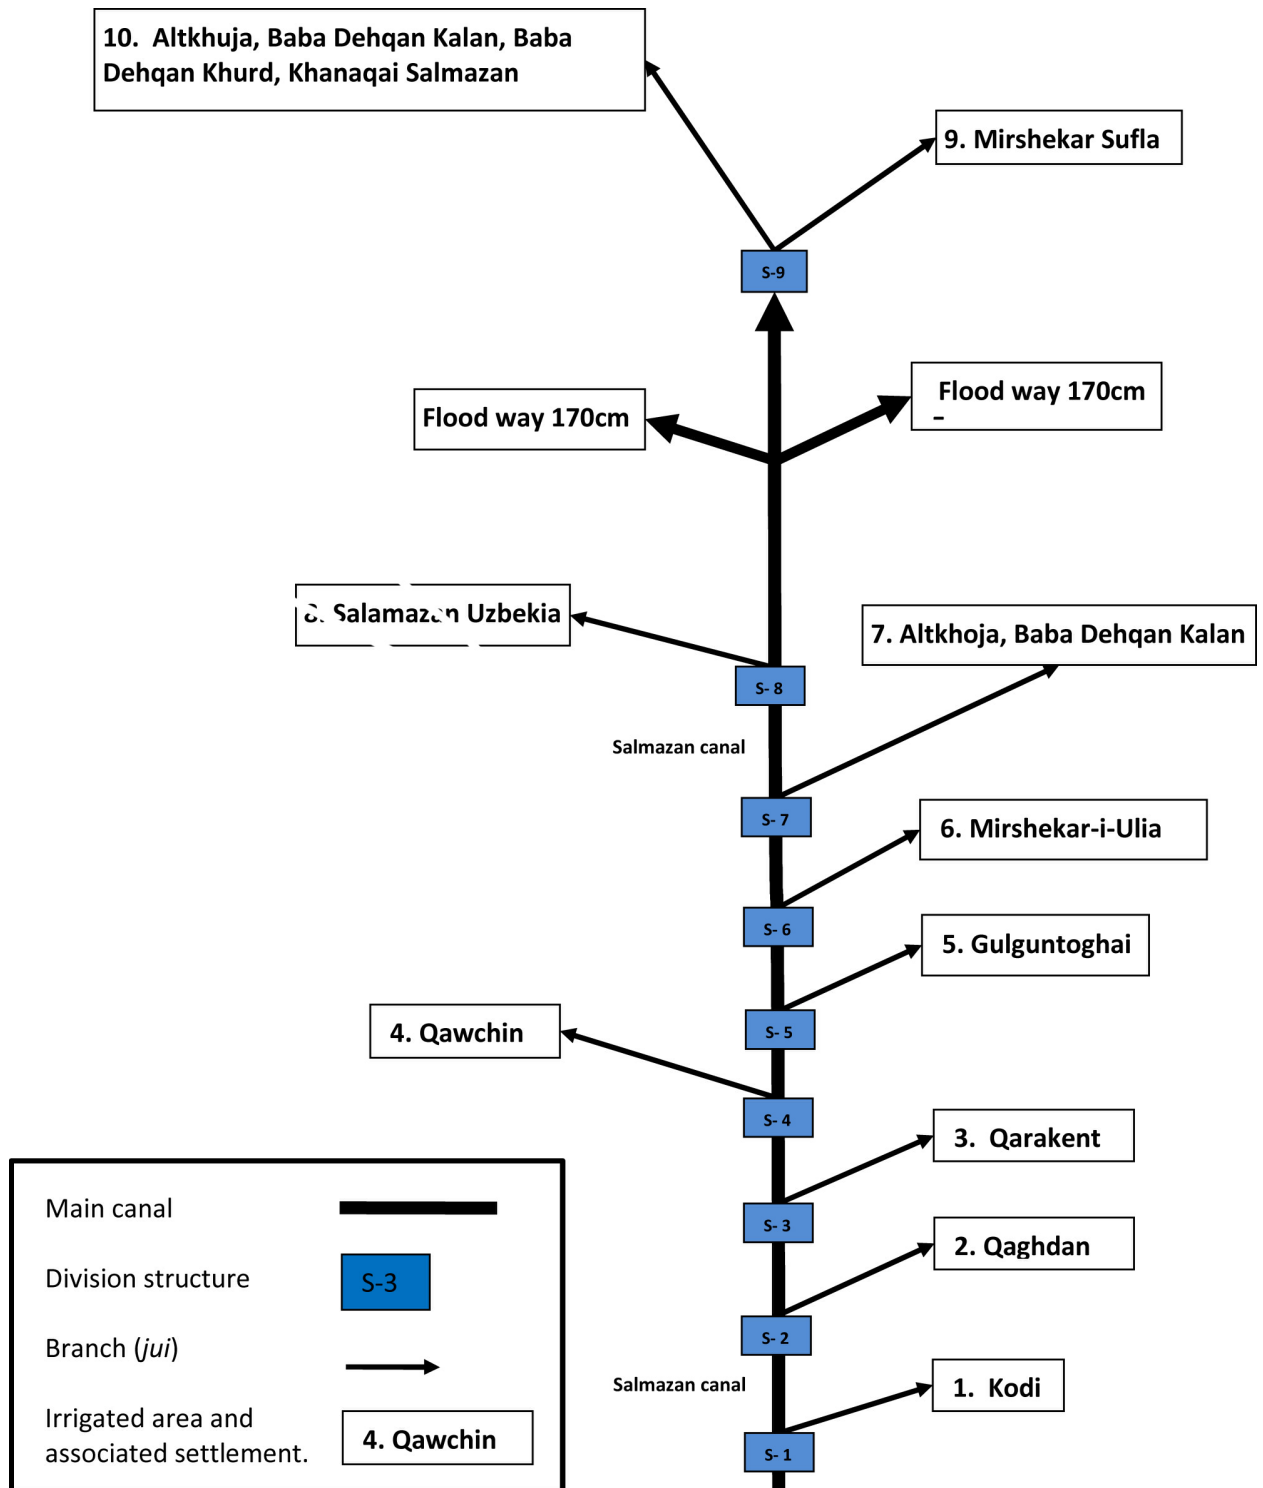 10. Altkhuja, Baba Dehqan Kalan, Baba
Dehqan Khurd, Khanaqai Salmazan
9. Mirshekar Sufla
S-9
Flood way 170cm
Flood way 170cm
8. Salamazan Uzbekia
7. Altkhoja, Baba Dehqan Kalan
S- 8
Salmazan canal
S- 7
6. Mirshekar-i-Ulia
S- 6
5. Gulguntoghai
S- 5
4. Qawchin
S- 4
3. Qarakent
S- 3
2. Qaghdan
S- 2
Salmazan canal
1. Kodi
S- 1
Main canal
Division structure
S-3
Branch (jui)
Irrigated area and
associated settlement.
4. Qawchin